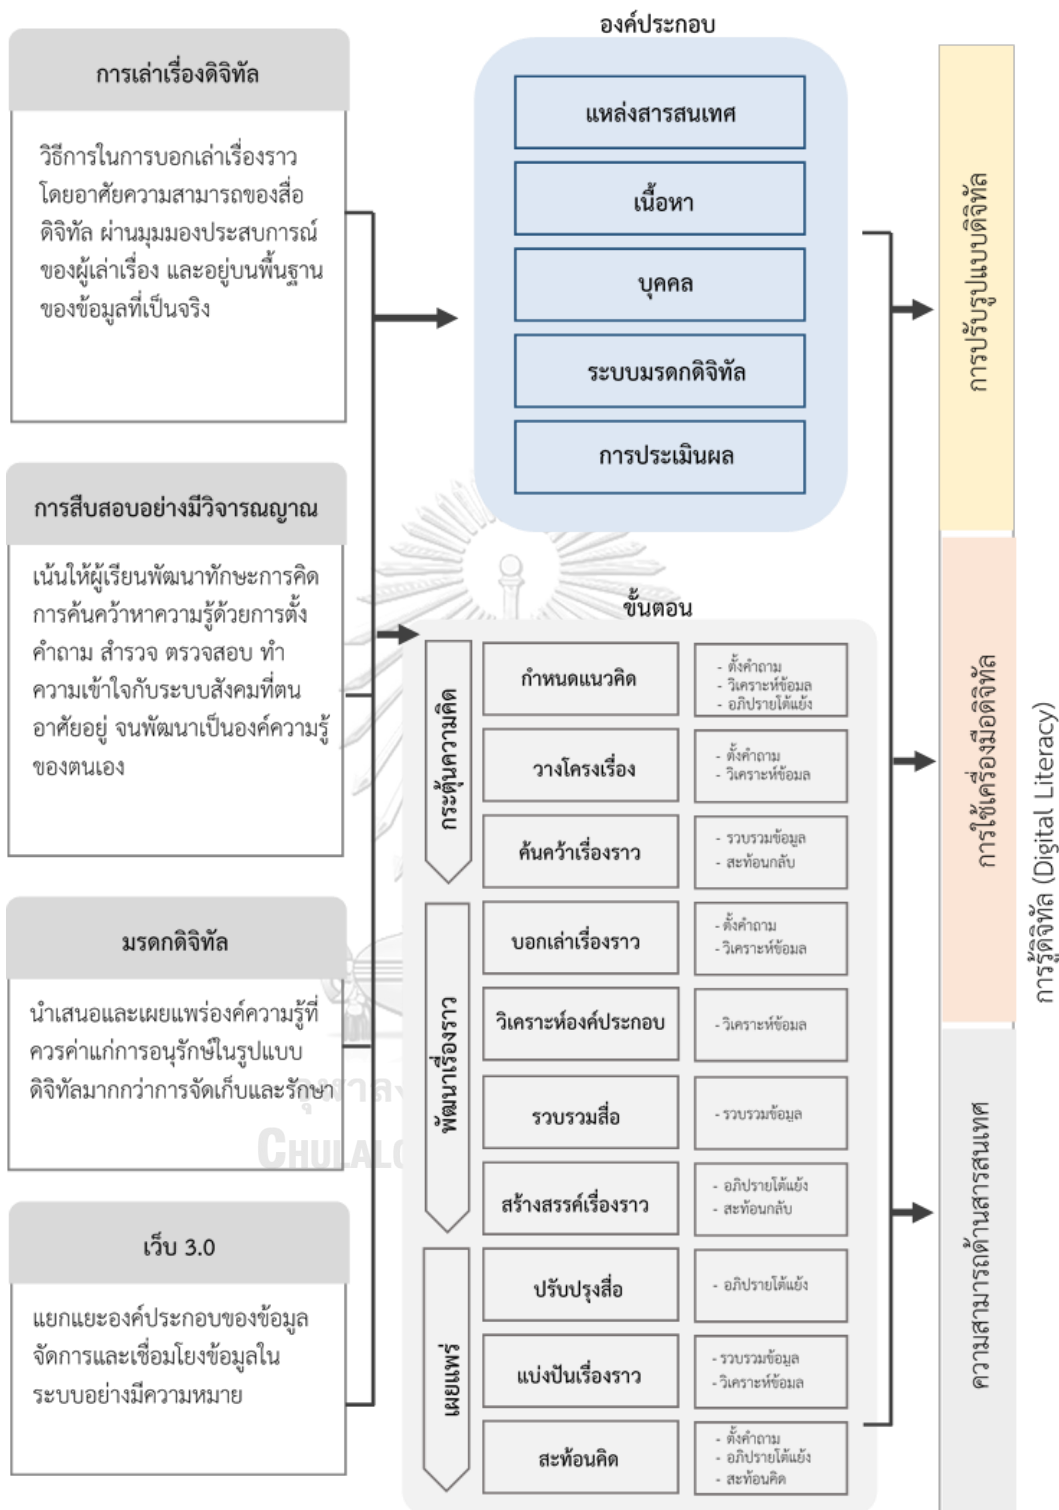 การเล่าเรื่องดิจิทัล
วิธีการในการบอกเล่าเรื่องราว
โดยอาศัยความสามารถของสื่อ
ดิจิทัล ผ่านมุมมองประสบการณ์
ของผู้เล่าเรื่อง และอยู่บนพื้นฐาน
ของข้อมูลที่เป็นจริง
การสืบสอบอย่างมีวิจารณญาณ
เน้นให้ผู้เรียนพัฒนาทักษะการคิด
การค้นคว้าหาความรู้ด้วยการตั้ง
คำถาม สำรวจ ตรวจสอบ ทำ
ความเข้าใจกับระบบสังคมที่ตน
อาศัยอยู่ จนพัฒนาเป็นองค์ความรู้
ของตนเอง
มรดกดิจิทัล
นำเสนอและเผยแพร่องค์ความรู้ที่
ควรค่าแก่การอนุรักษ์ในรูปแบบ
ดิจิทัลมากกว่าการจัดเก็บและรักษา
เว็บ 3.0
แยกแยะองค์ประกอบของข้อมูล
จัดการและเชื่อมโยงข้อมูลใน
ระบบอย่างมีความหมาย
องค์ประกอบ
แหล่งสารสนเทศ
เนื้อหา
บุคคล
ระบบมรดกดิจิทัล
การประเมินผล
ขั้นตอน
กระตุ้นความคิด
กำหนดแนวคิด
- ตั้งคำถาม
- วิเคราะห์ข้อมูล
- อภิปรายโต้แย้ง
วางโครงเรื่อง
- ตั้งคำถาม
- วิเคราะห์ข้อมูล
ค้นคว้าเรื่องราว
- รวบรวมข้อมูล
- สะท้อนกลับ
พัฒนาเรื่องราว
บอกเล่าเรื่องราว
- ตั้งคำถาม
- วิเคราะห์ข้อมูล
วิเคราะห์องค์ประกอบ
- วิเคราะห์ข้อมูล
รวบรวมสื่อ
- รวบรวมข้อมูล
สร้างสรรค์เรื่องราว
- อภิปรายโต้แย้ง
- สะท้อนกลับ
เผยแพร่
ปรับปรุงสื่อ
- อภิปรายโต้แย้ง
แบ่งปันเรื่องราว
- รวบรวมข้อมูล
- วิเคราะห์ข้อมูล
สะท้อนคิด
- ตั้งคำถาม
- อภิปรายโต้แย้ง
- สะท้อนคิด
การปรับรูปแบบดิจิทัล
การใช้เครื่องมือดิจิทัล
ความสามารถด้านสารสนเทศ
การรู้ดิจิทัล (Digital Literacy)